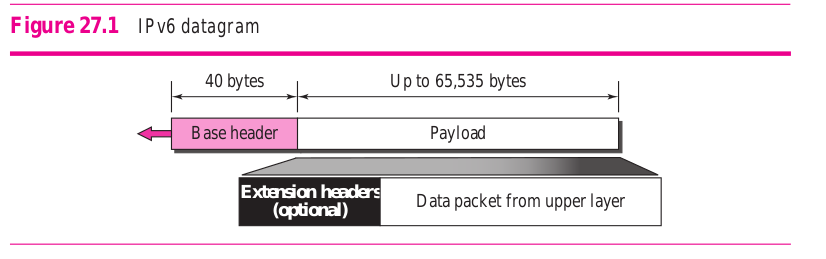 Figure 27.1 IPv6 datagram
40 bytes
Up to 65,535 bytes
Base header
Payload
Extension headers
(optional)
Data packet from upper layer